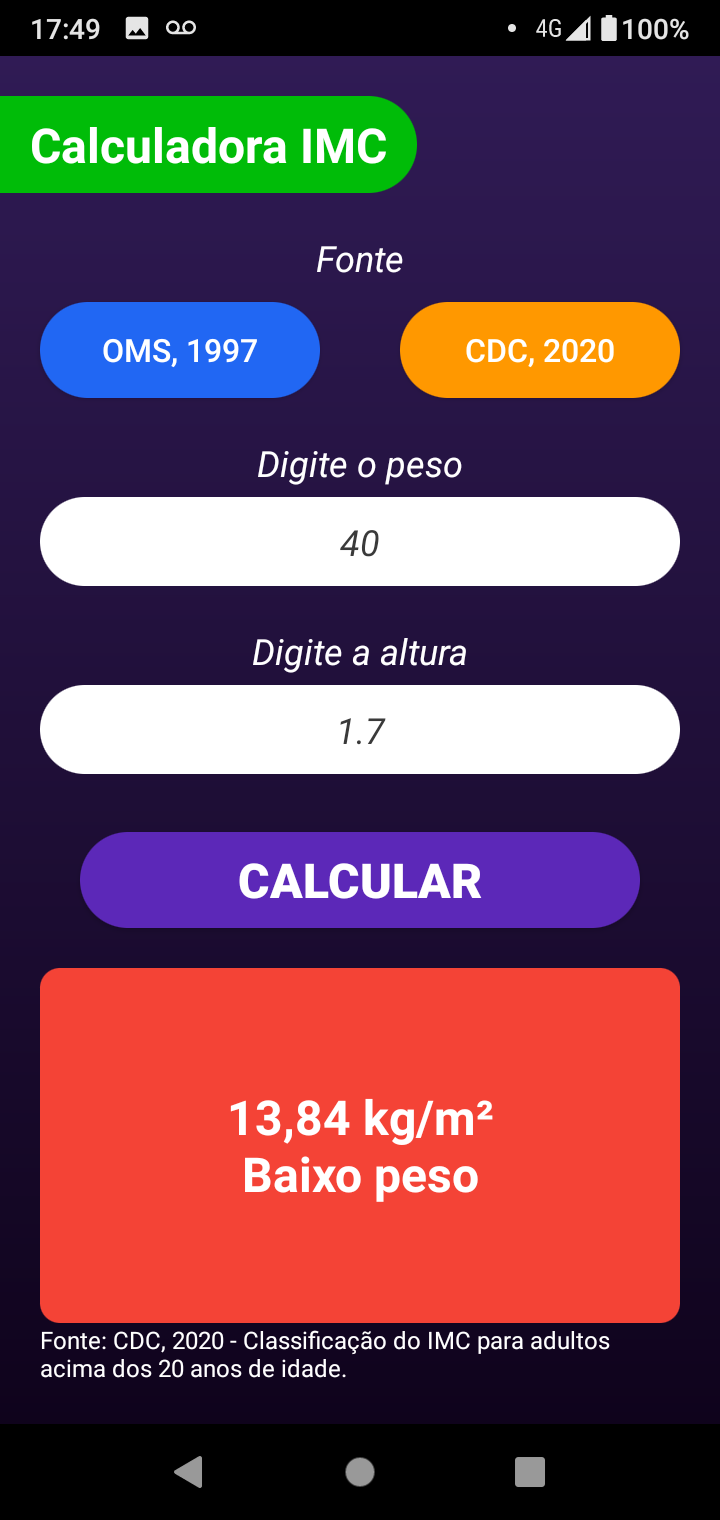 17:49
4G 100%
Calculadora IMC
Fonte
OMS, 1997
CDC, 2020
Digite o peso
40
Digite a altura
1.7
CALCULAR
13,84 kg/m²
Baixo peso
Fonte: CDC, 2020 - Classificação do IMC para adultos
acima dos 20 anos de idade.